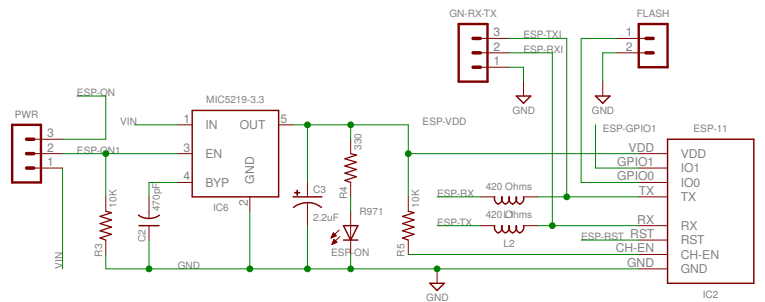 GN-RX-TX
FLASH
3
ESP-TXI
2
ESP-RXI
1
1
2
GND
GND
ESP-ON
MIC5219-3.3
PWR
VIN
1
IN
OUT
5
ESP-VDD
ESP-GPIO1
ESP-11
3
2
ESP-ON1
1
3
EN
GND
4
BYP
2
IC6
470pF
C2
10K
R3
VIN
GND
C3
2.2uF
330
R4
R971
ESP-ON
10K
R5
ESP-RX
420 Ohms
ESP-TX
420 Ohms
L2
GND
VDD
VDD
GPIO1
IO1
GPIO0
IO0
TX
TX
RX
RX
ESP-RST
RST
RST
CH-EN
CH-EN
GND
GND
IC2